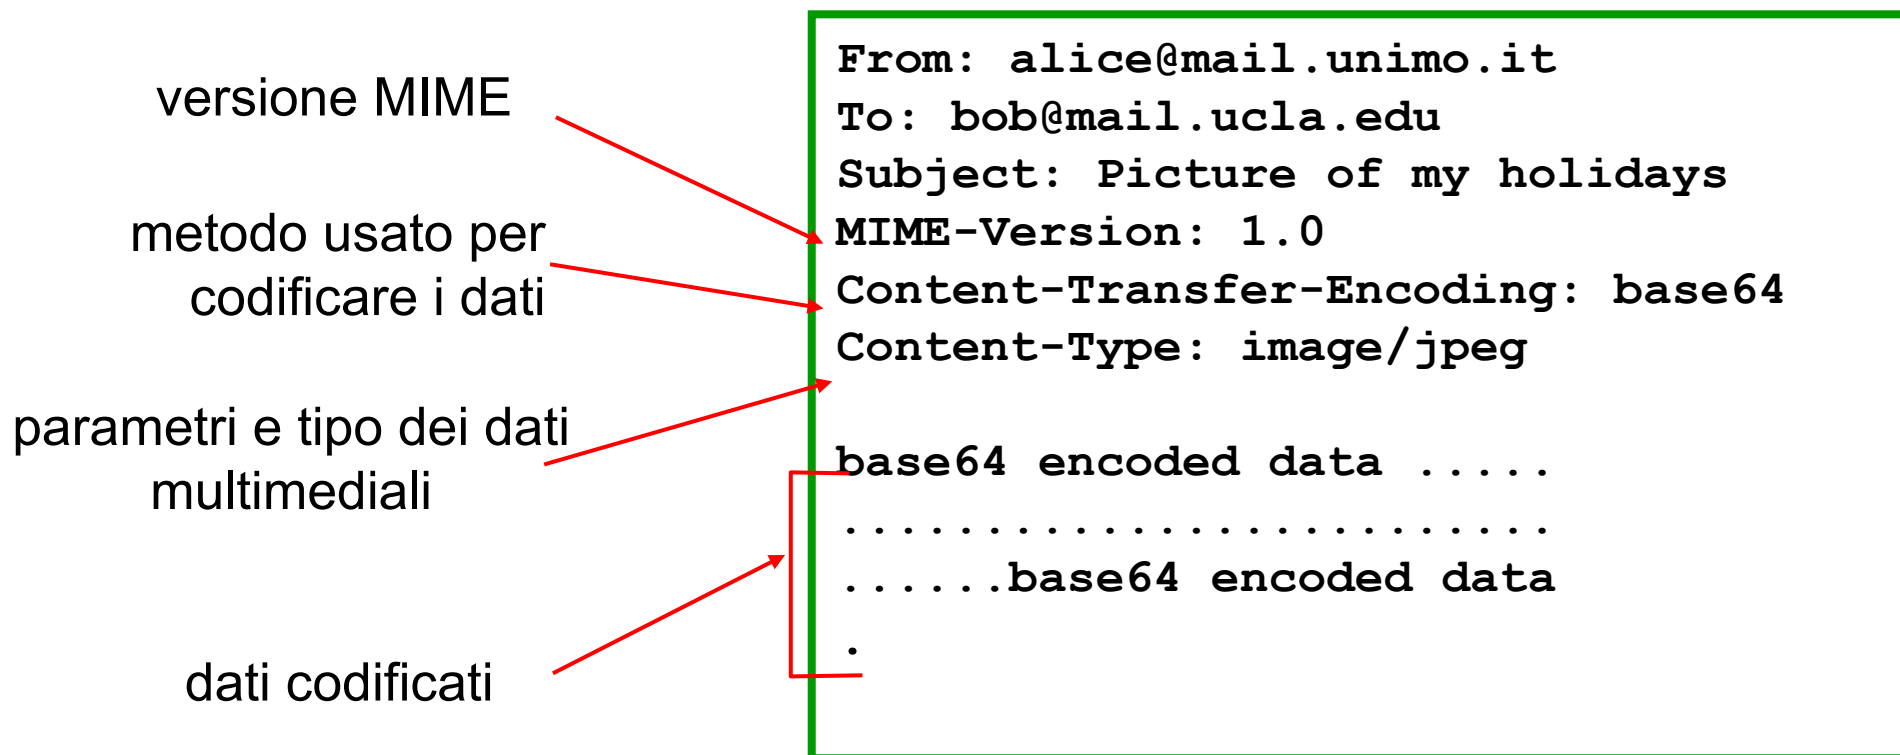 versione MIME
metodo usato per
codificare i dati
parametri e tipo dei dati
multimediali
dati codificati
From: alice@mail.unimo.it
To: bob@mail.ucla.edu
Subject: Picture of my holidays
MIME-Version: 1.0
Content-Transfer-Encoding: base64
Content-Type: image/jpeg
base64 encoded data .....
.........................
......base64 encoded data
.